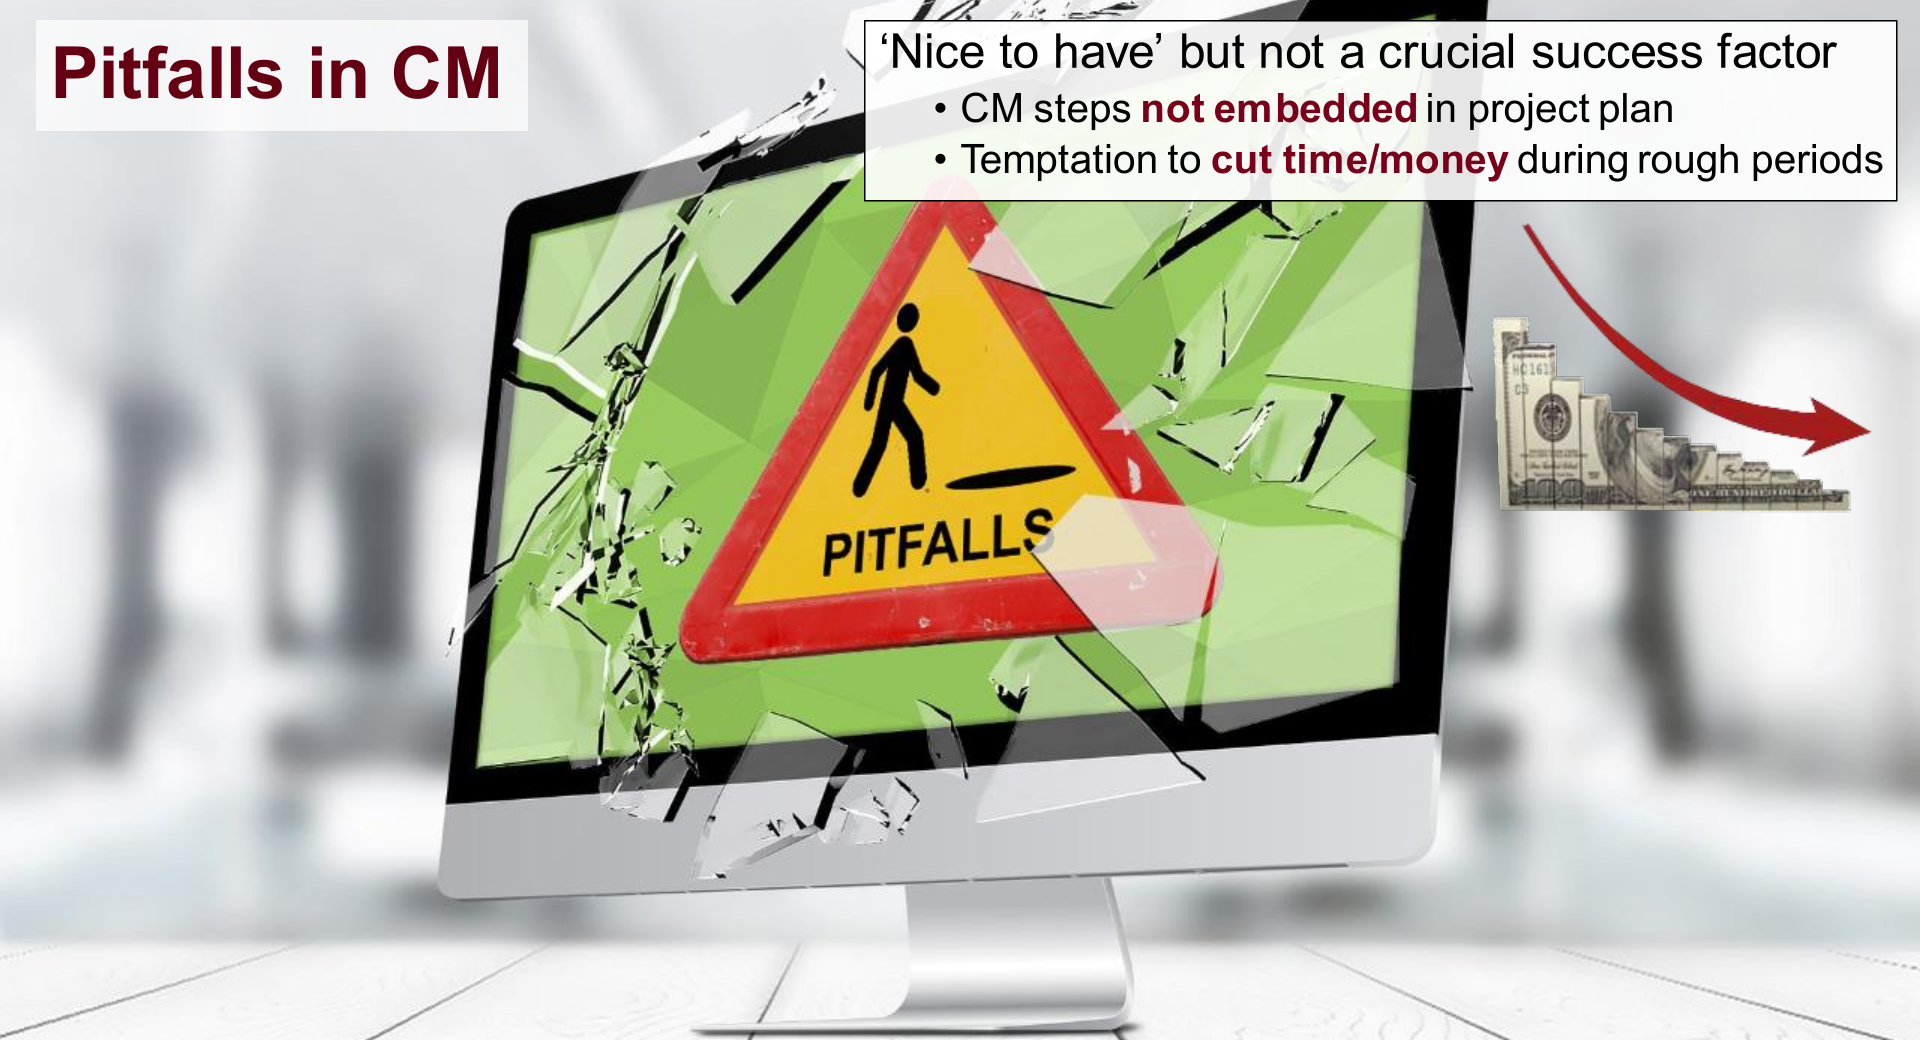 Pitfalls in CM
‘Nice to have’ but not a crucial success factor
• CM steps not embedded in project plan
• Temptation to cut time/money during rough periods
PITFALLS